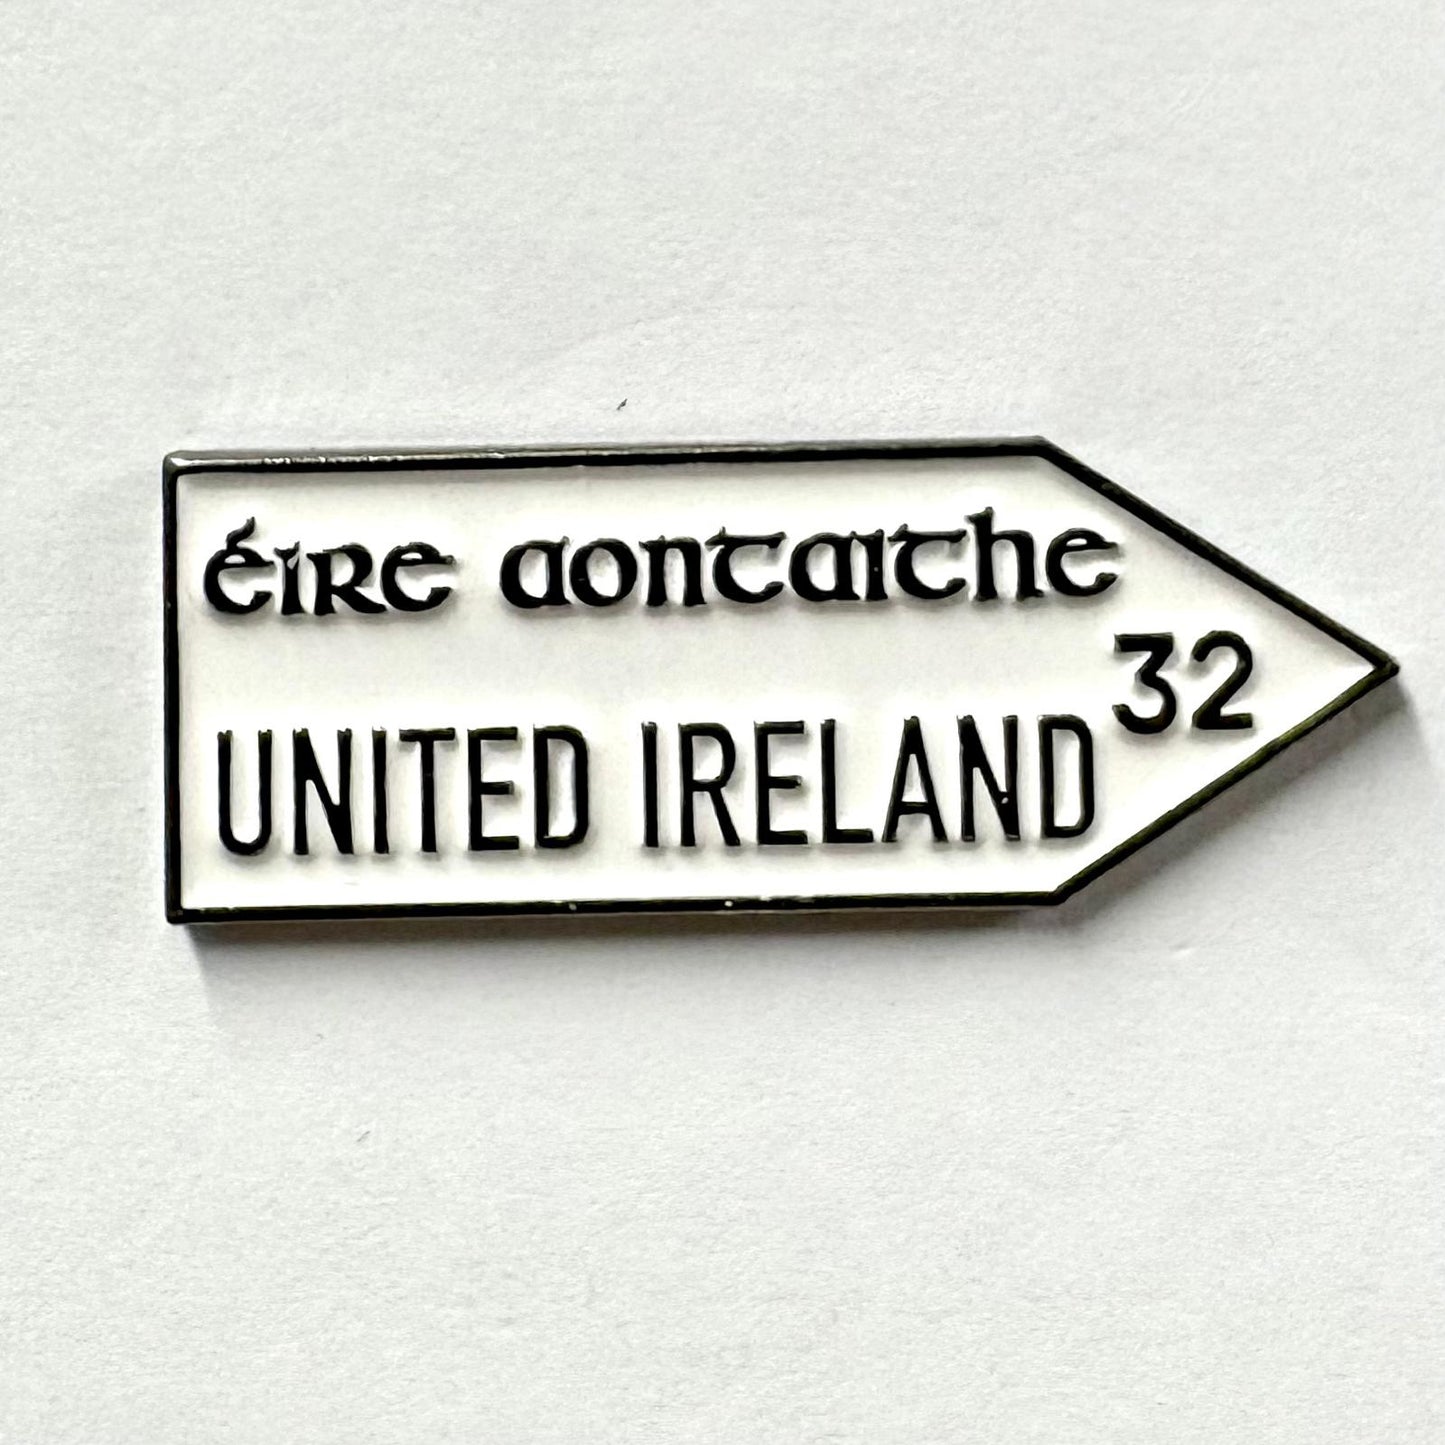 éire aontaithe
32
UNITED IRELAND